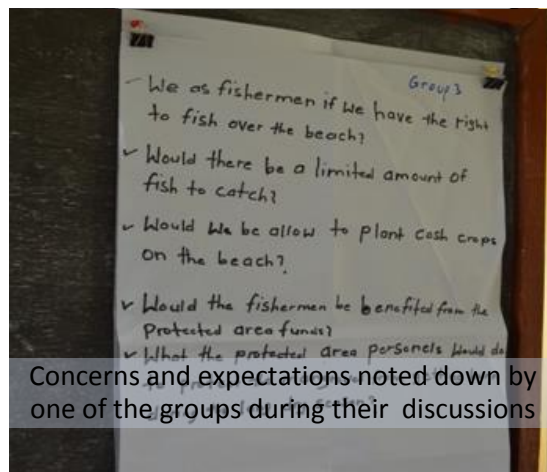 Group 3
- We as fishermen if we have the right
to fish over the beach?
✓ Would there be a limited amount of
fish to catch?
✓ Would we be allow to plant cash crops
on the beach?
✓ Would the fishermen be benefited from the
Protected area funds?
✓ What the protected area personels would do
Concerns and expectations noted down by
one of the groups during their discussions